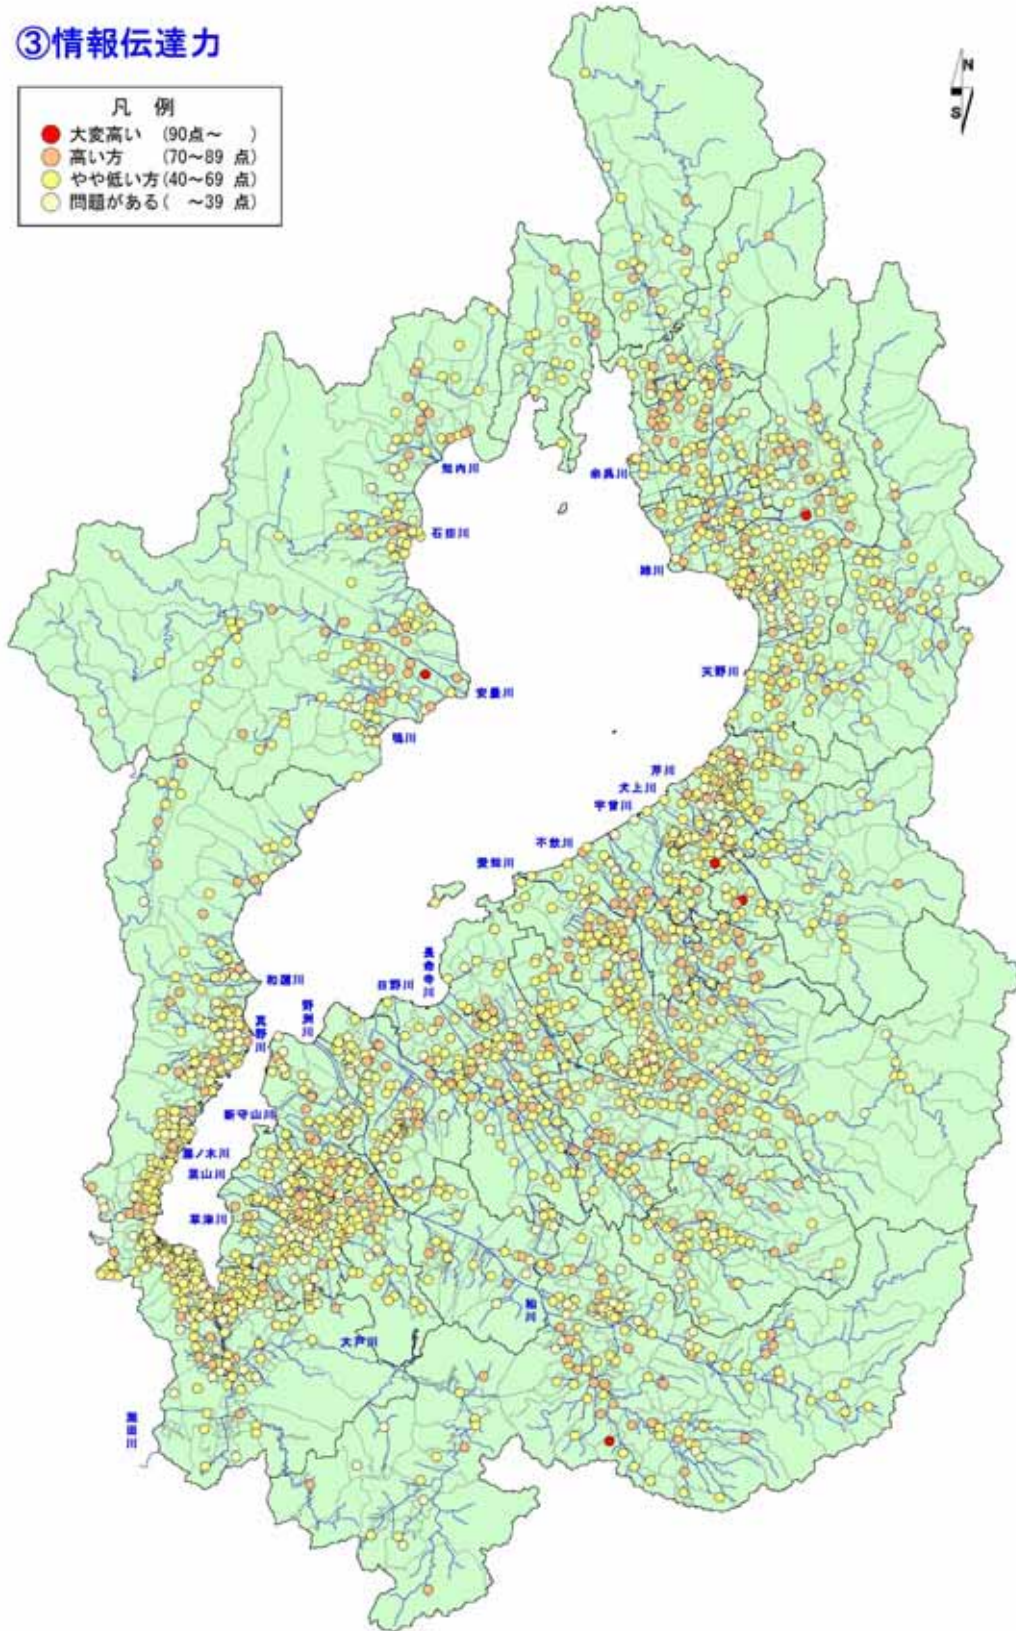 ③情報伝達力
凡 例
大変高い (90点～ )
高い方 (70～89 点)
やや低い方(40～69 点)
問題がある( ～39 点)
N
S
知内川
余呉川
石田川
姉川
天野川
安曇川
鴨川
芹川
犬上川
宇曽川
不飲川
愛知川
長命寺川
日野川
和邇川
野洲川
真野川
新守山川
葉山川
草津川
杣川
大戸川
瀬田川